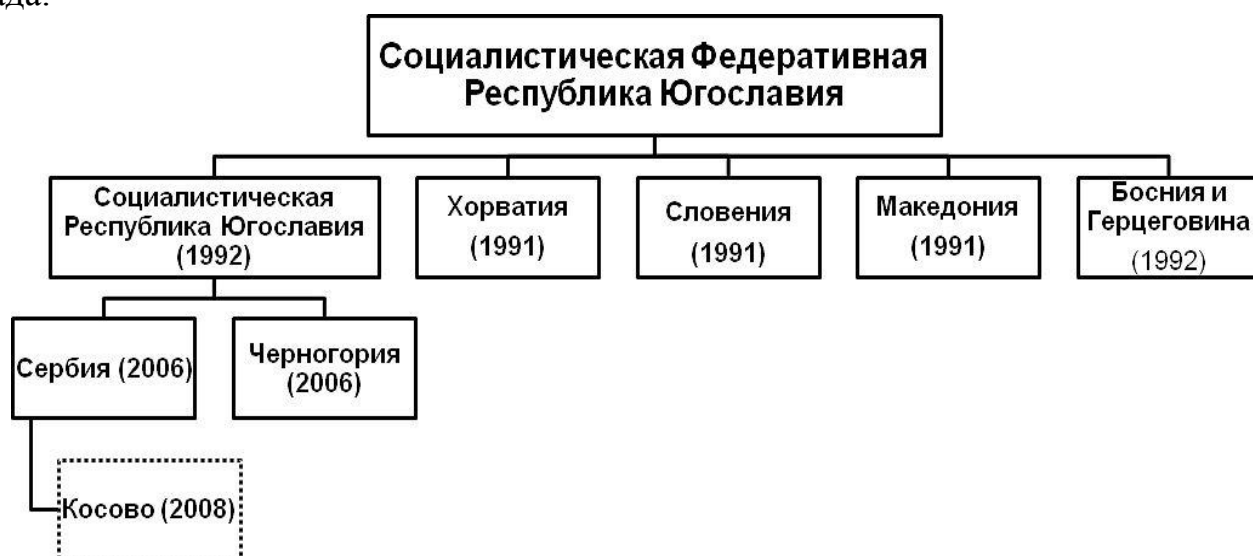 Социалистическая Федеративная
Республика Югославия
Социалистическая
Республика Югославия
(1992)
Хорватия
(1991)
Словения
(1991)
Македония
(1991)
Босния и
Герцеговина
(1992)
Сербия (2006)
Черногория
(2006)
Косово (2008)